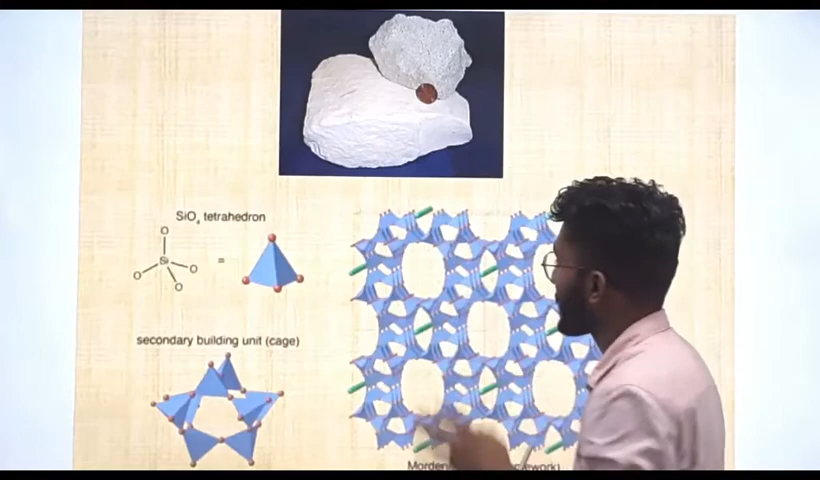 SiO4 tetrahedron
O
Si
O
O
O
=
secondary building unit (cage)